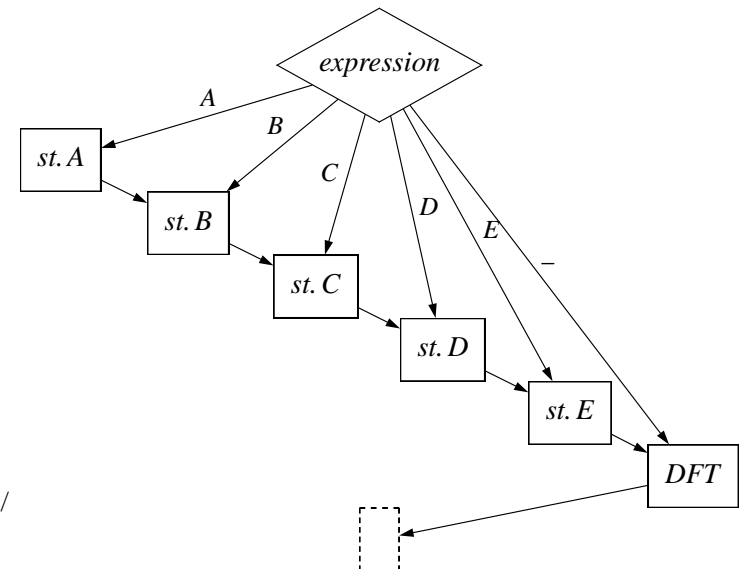 expression
A
B
C
D
E
–
st. A
st. B
st. C
st. D
st. E
DFT
/